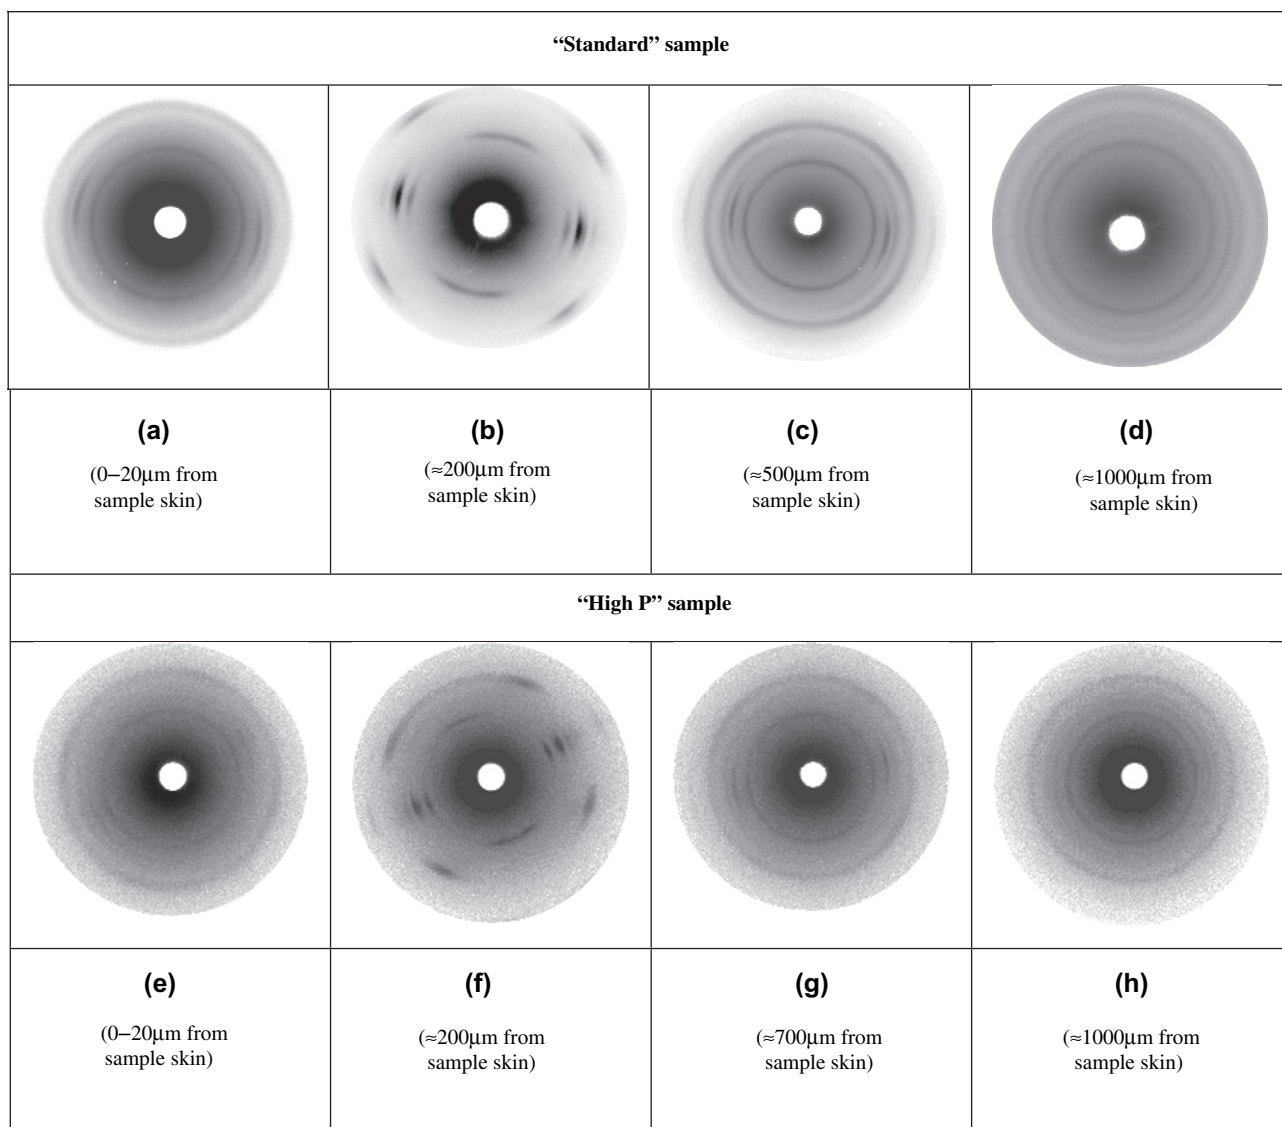 “Standard” sample
(a)
(0–20μm from
sample skin)
(b)
(≈200μm from
sample skin)
(c)
(≈500μm from
sample skin)
(d)
(≈1000μm from
sample skin)
“High P” sample
(e)
(0–20μm from
sample skin)
(f)
(≈200μm from
sample skin)
(g)
(≈700μm from
sample skin)
(h)
(≈1000μm from
sample skin)